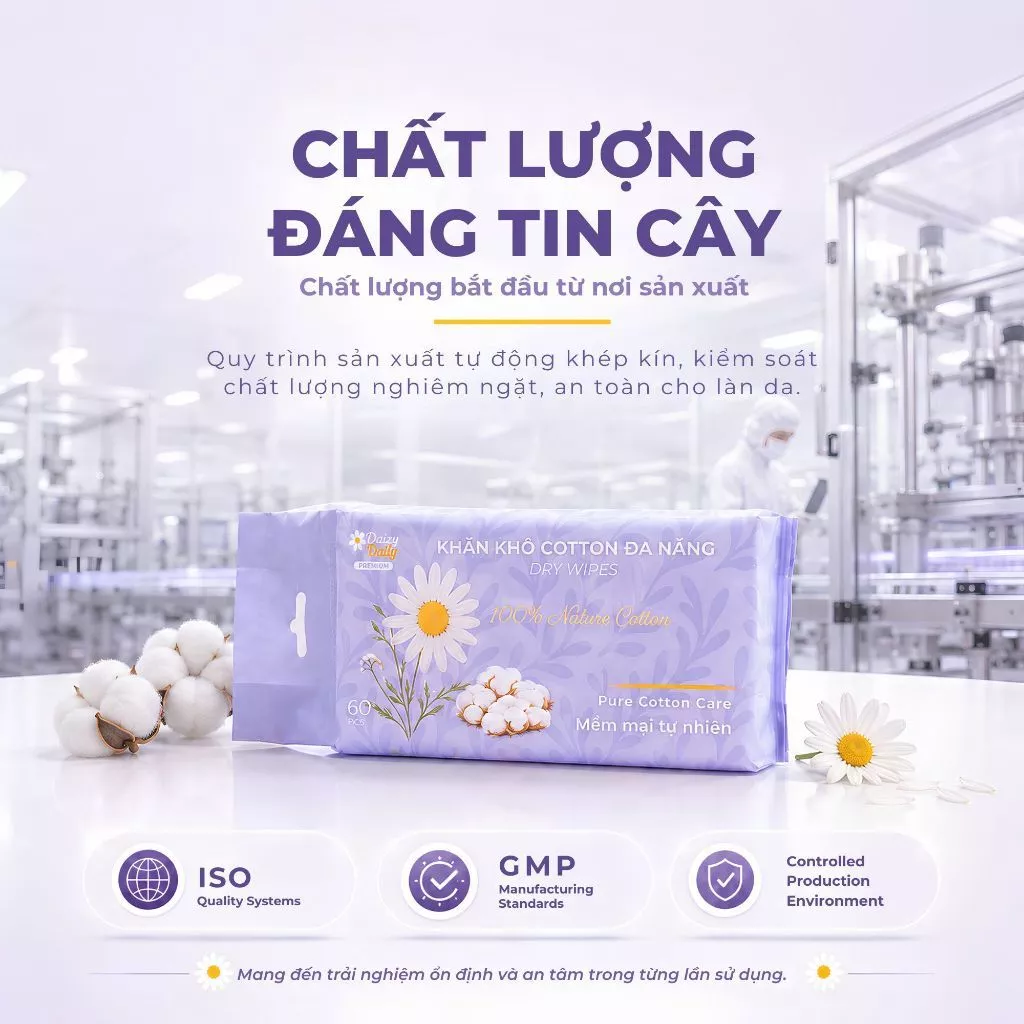 CHẤT LƯỢNG
ĐÁNG TIN CẬY
Chất lượng bắt đầu từ nơi sản xuất
Quy trình sản xuất tự động khép kín, kiểm soát
chất lượng nghiêm ngặt, an toàn cho làn da.
Daizy
Daily
PREMIUM
KHĂN KHÔ COTTON ĐA NĂNG
DRY WIPES
100% Nature Cotton
60
PCS
Pure Cotton Care
Mềm mại tự nhiên
ISO
Quality Systems
GMP
Manufacturing
Standards
Controlled
Production
Environment
Mang đến trải nghiệm ổn định và an tâm trong từng lần sử dụng.